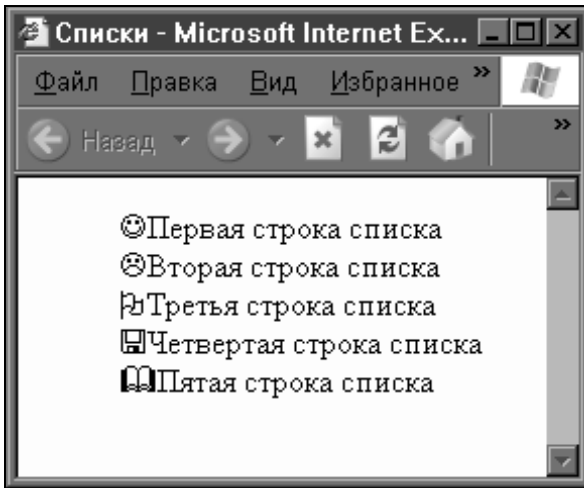 Списки - Microsoft Internet Ex...
Файл Правка Вид Избранное »
Назад »
☺Первая строка списка
☹Вторая строка списка
Третья строка списка
Четвертая строка списка
Пятая строка списка